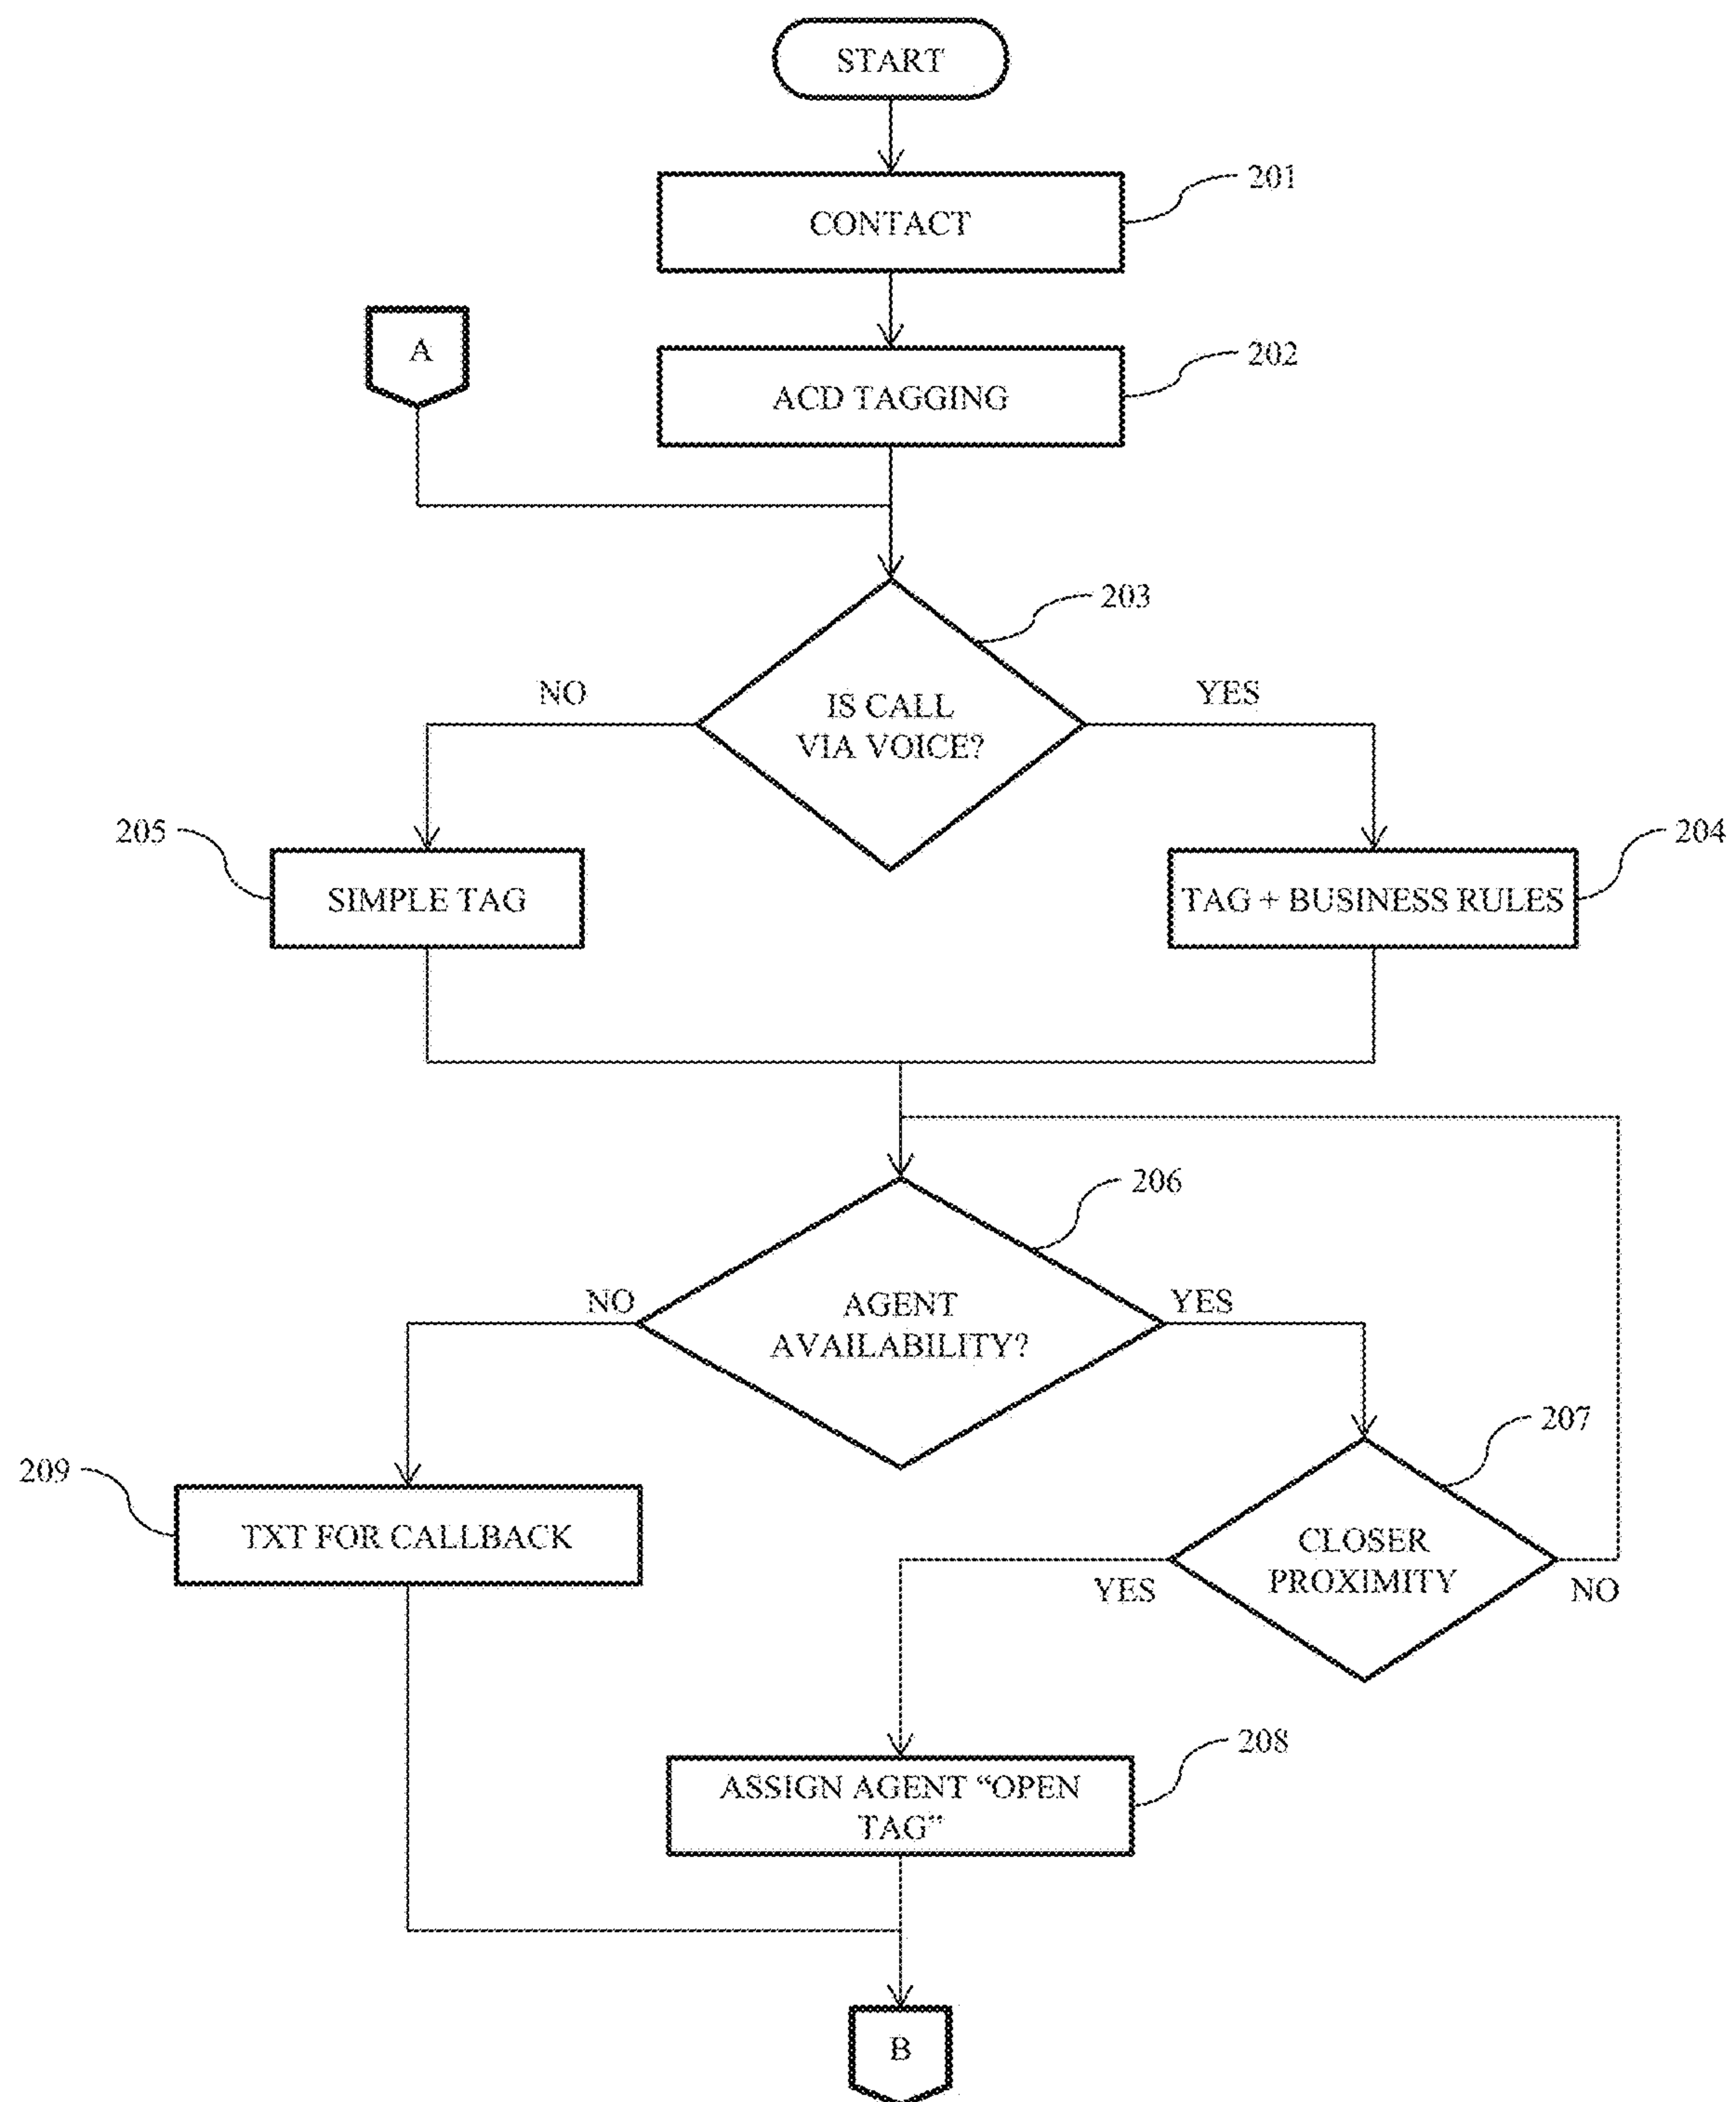 START
201
CONTACT
A
202
ACD TAGGING
203
NO
YES
IS CALL
VIA VOICE?
205
204
SIMPLE TAG
TAG + BUSINESS RULES
206
NO
YES
AGENT
AVAILABILITY?
207
209
TXT FOR CALLBACK
CLOSER
PROXIMITY
YES
NO
208
ASSIGN AGENT “OPEN
TAG”
B